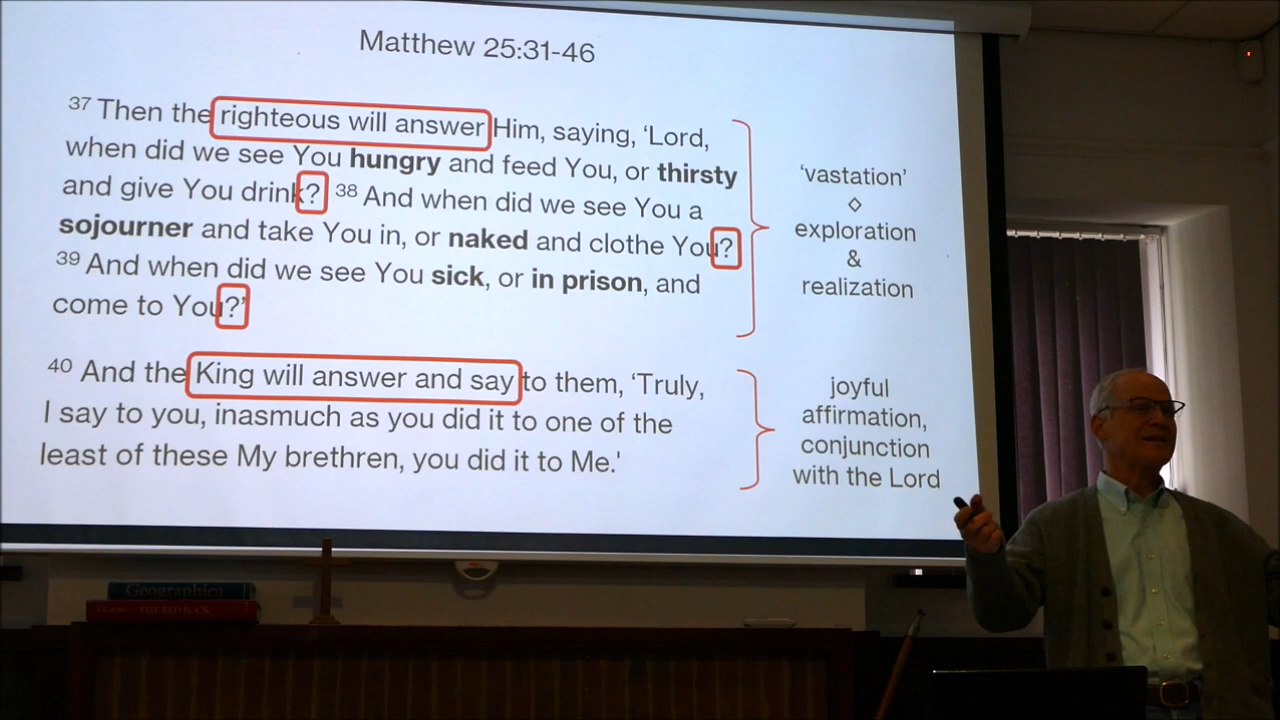 Matthew 25:31-46
37 Then the righteous will answer Him, saying, ‘Lord,
when did we see You hungry and feed You, or thirsty
and give You drink? 38 And when did we see You a
sojourner and take You in, or naked and clothe You?
39 And when did we see You sick, or in prison, and
come to You?’
‘vastation’
◊
exploration
&
realization
40 And the King will answer and say to them, ‘Truly,
I say to you, inasmuch as you did it to one of the
least of these My brethren, you did it to Me.'
joyful
affirmation,
conjunction
with the Lord
Geographica
THE RED BOOK